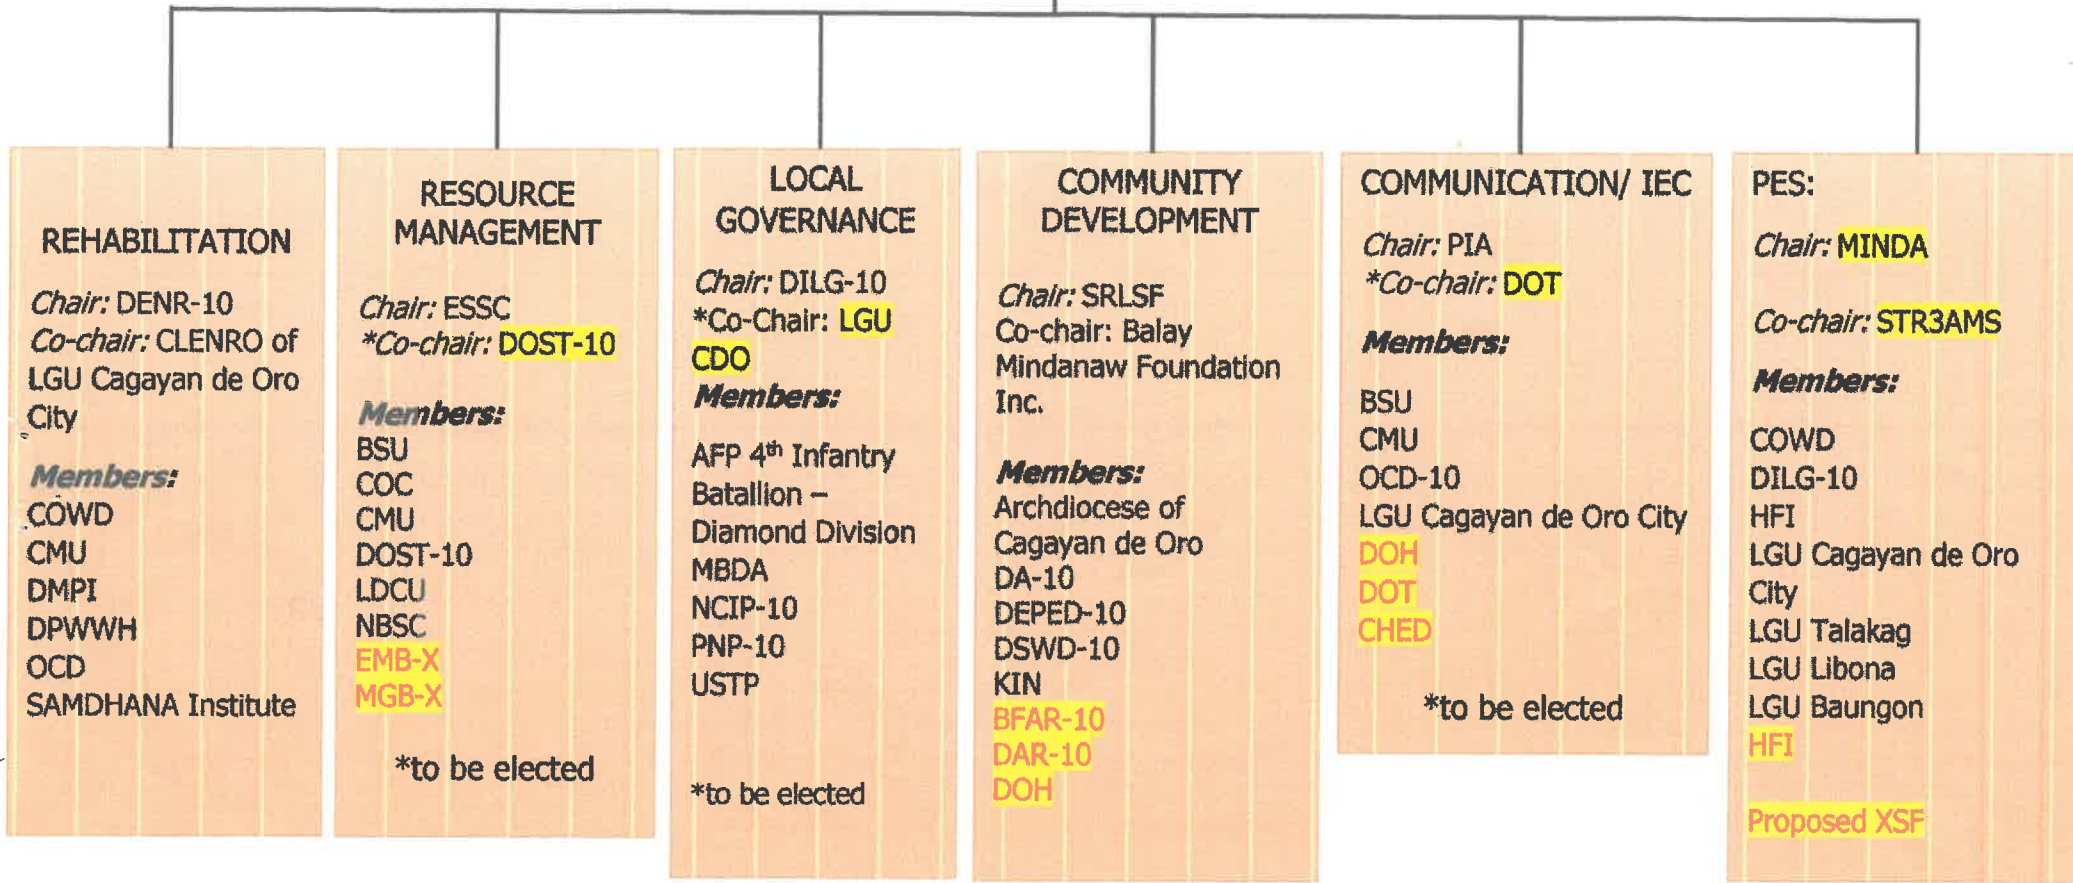 REHABILITATION
Chair: DENR-10
Co-chair: CLENRO of
LGU Cagayan de Oro
City
Members:
COWD
CMU
DMPI
DPWWH
OCD
SAMDHANA Institute
RESOURCE
MANAGEMENT
Chair: ESSC
*Co-chair: DOST-10
Members:
BSU
COC
CMU
DOST-10
LDCU
NBSC
EMB-X
MGB-X
*to be elected
LOCAL
GOVERNANCE
Chair: DILG-10
*Co-Chair: LGU
CDO
Members:
AFP 4th Infantry
Batallion –
Diamond Division
MBDA
NCIP-10
PNP-10
USTP
*to be elected
COMMUNITY
DEVELOPMENT
Chair: SRLSF
Co-chair: Balay
Mindanaw Foundation
Inc.
Members:
Archdiocese of
Cagayan de Oro
DA-10
DEPED-10
DSWD-10
KIN
BFAR-10
DAR-10
DOH
COMMUNICATION/ IEC
Chair: PIA
*Co-chair: DOT
Members:
BSU
CMU
OCD-10
LGU Cagayan de Oro City
DOH
DOT
CHED
*to be elected
PES:
Chair: MINDA
Co-chair: STR3AMS
Members:
COWD
DILG-10
HFI
LGU Cagayan de Oro
City
LGU Talakag
LGU Libona
LGU Baungon
HFI
Proposed XSF